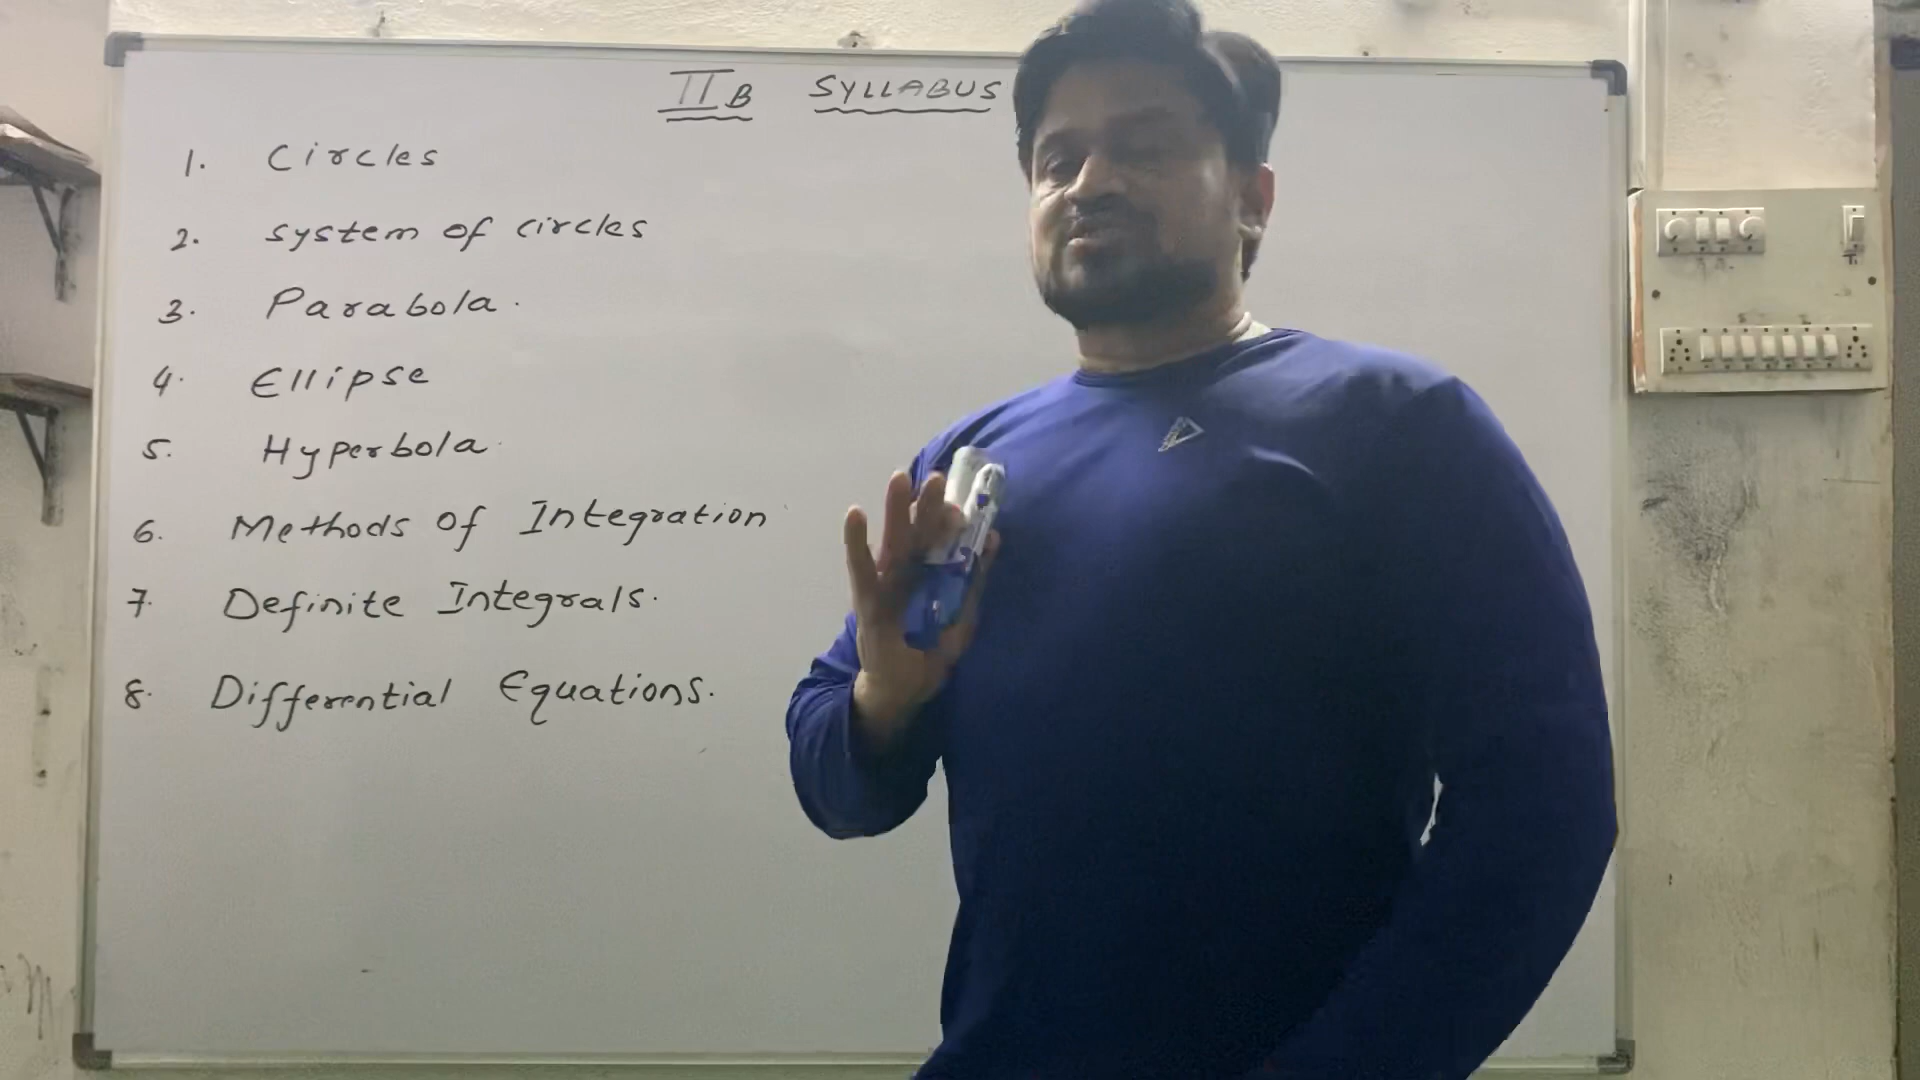 II B SYLLABUS
1. Circles
2. System of circles
3. Parabola.
4. Ellipse
5. Hyperbola.
6. Methods of Integration
7. Definite Integrals.
8. Differential Equations.